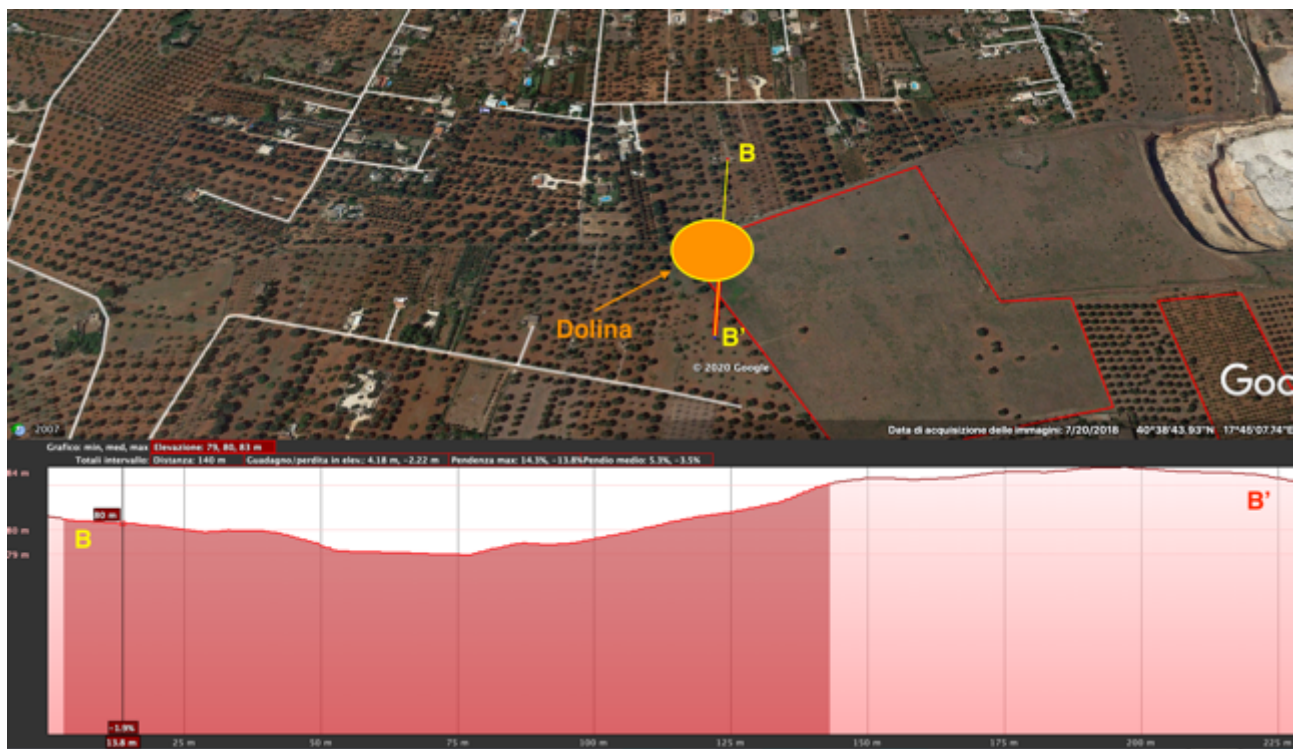 B
Dolina
B'
© 2020 Google
Goo
2007
Data di acquisizione delle immagini: 7/20/2018 40°38'43.93"N 17°45'07.74"E
Grafico: min, med, max Elevazione: 79, 80, 83 m
Totali intervallo: Distanza: 140 m Guadagno/perdita in elev.: 4.18 m, -2.22 m Pendenza max: 14.3%, -13.8% Pendio medio: 5.3%, -3.5%
84 m
80 m
B
B'
80 m
79 m
-1.9%
13.8 m 25 m 50 m 75 m 100 m 125 m 150 m 175 m 200 m 225 m